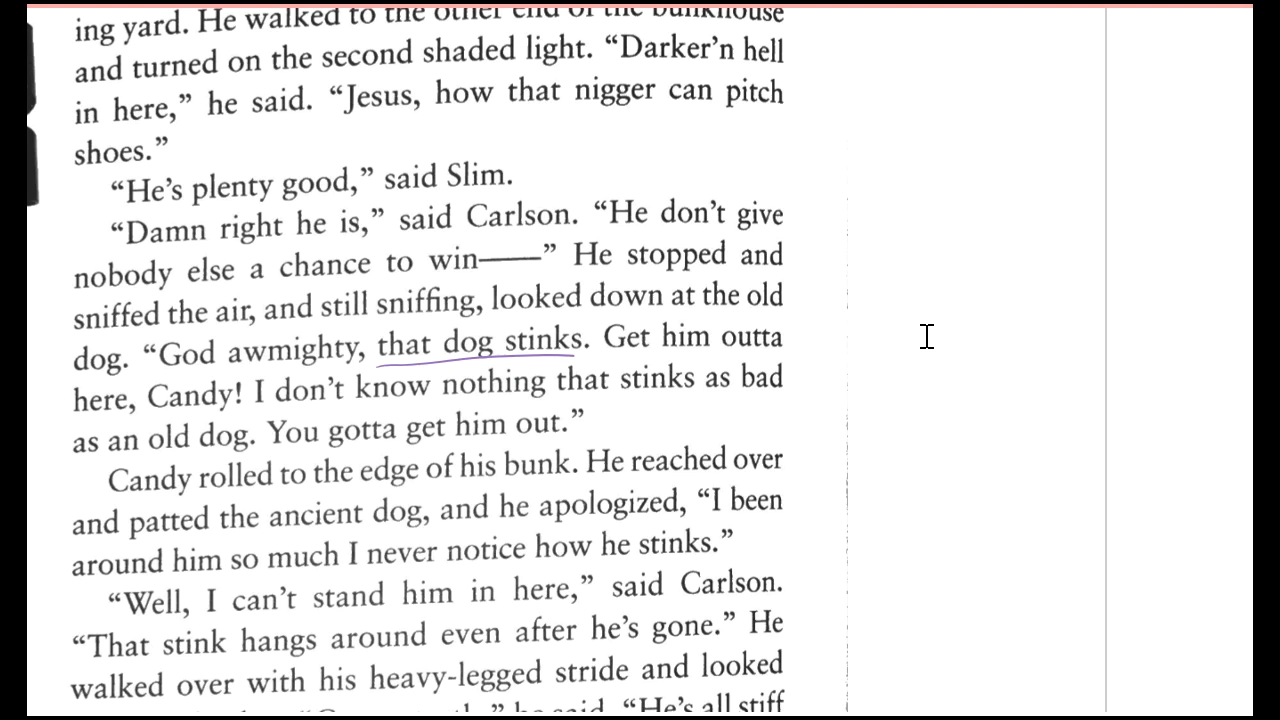 ing yard. He walked to the other end of the bunkhouse
and turned on the second shaded light. “Darker’n hell
in here,” he said. “Jesus, how that nigger can pitch
shoes.”
“He’s plenty good,” said Slim.
“Damn right he is,” said Carlson. “He don’t give
nobody else a chance to win——” He stopped and
sniffed the air, and still sniffing, looked down at the old
dog. “God awmighty, that dog stinks. Get him outta
here, Candy! I don’t know nothing that stinks as bad
as an old dog. You gotta get him out.”
Candy rolled to the edge of his bunk. He reached over
and patted the ancient dog, and he apologized, “I been
around him so much I never notice how he stinks.”
“Well, I can’t stand him in here,” said Carlson.
“That stink hangs around even after he’s gone.” He
walked over with his heavy-legged stride and looked
he said. “He’s all stiff